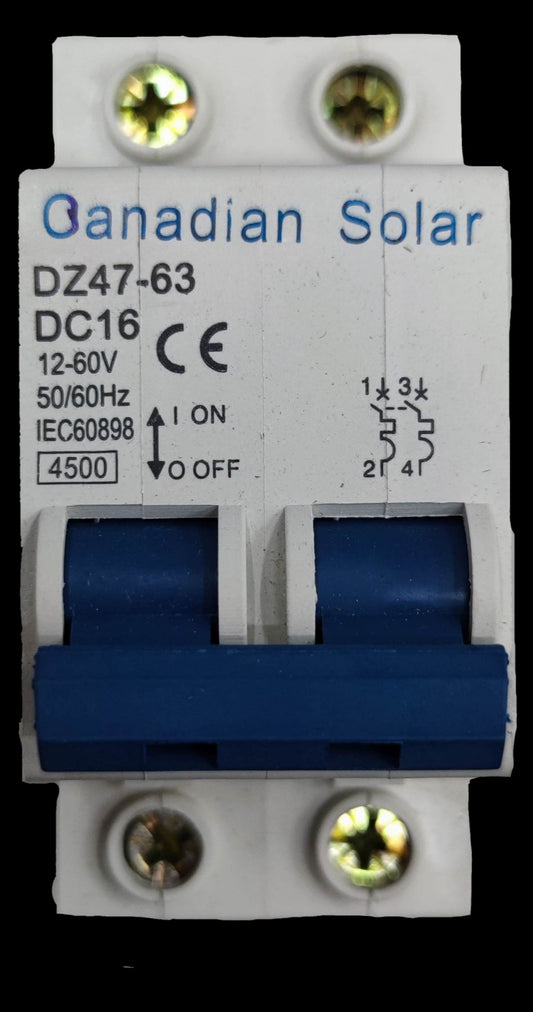 Canadian Solar
DZ47-63
DC16
CE
12-60V
50/60Hz
IEC60898
4500
I ON
O OFF
1 3
2 4